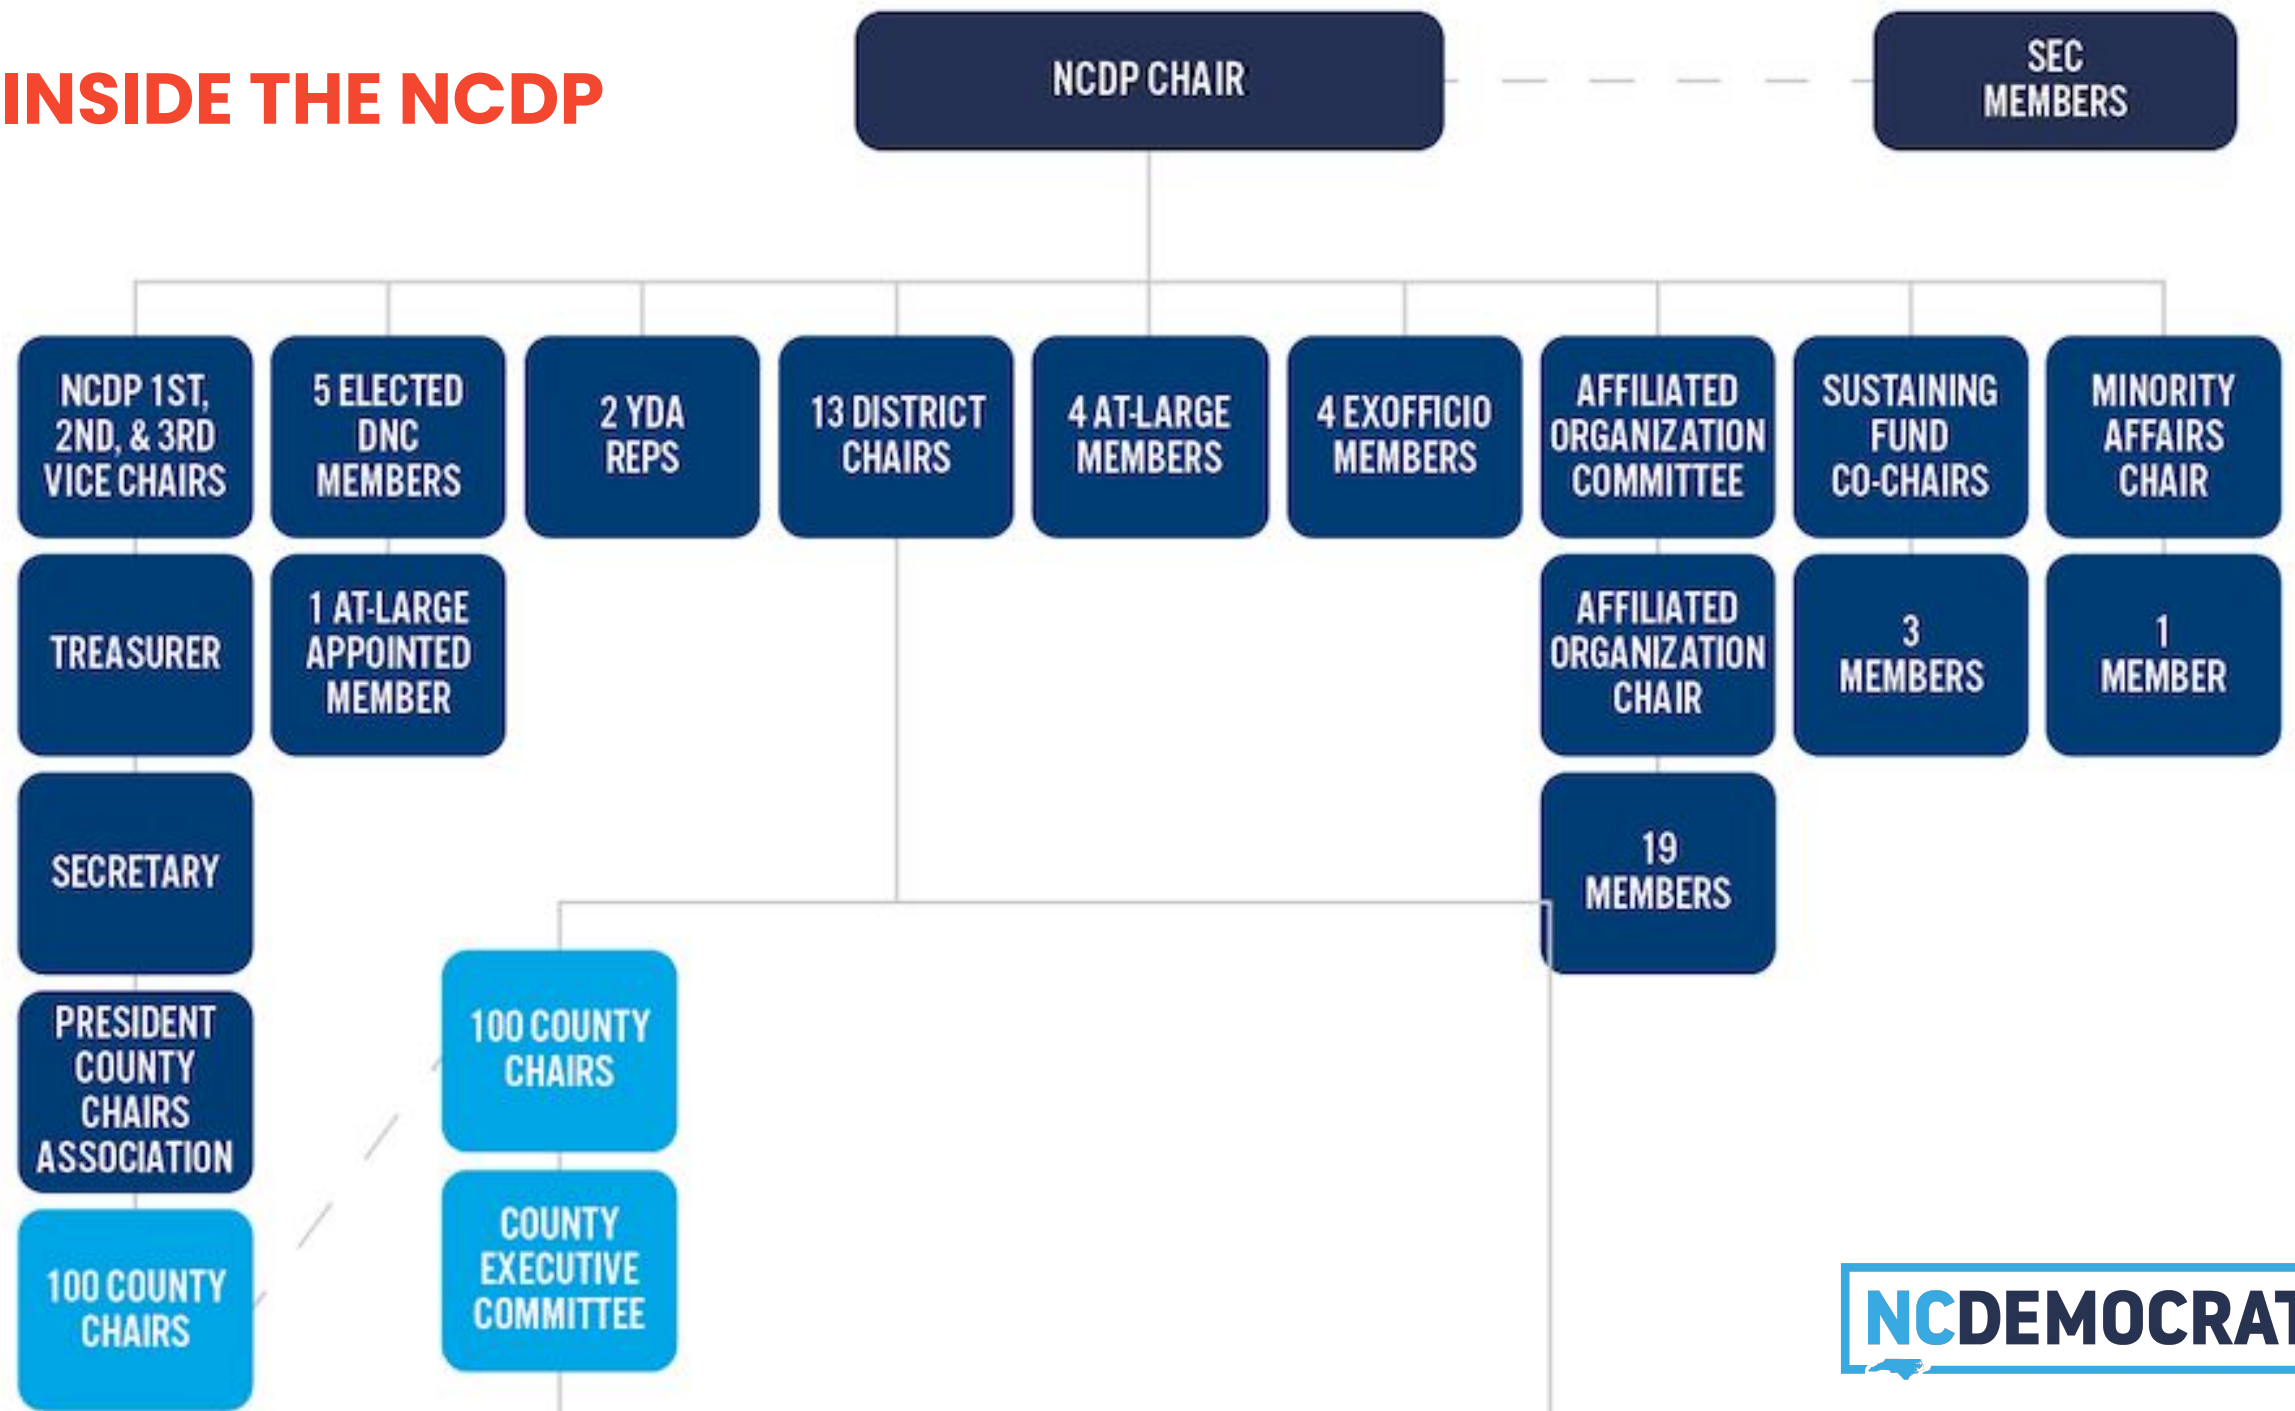 INSIDE THE NCDP
NCDP CHAIR
SEC
MEMBERS
NCDP 1ST,
2ND, & 3RD
VICE CHAIRS
5 ELECTED
DNC
MEMBERS
2 YDA
REPS
13 DISTRICT
CHAIRS
4 AT-LARGE
MEMBERS
4 EXOFFICIO
MEMBERS
AFFILIATED
ORGANIZATION
COMMITTEE
SUSTAINING
FUND
CO-CHAIRS
MINORITY
AFFAIRS
CHAIR
TREASURER
1 AT-LARGE
APPOINTED
MEMBER
AFFILIATED
ORGANIZATION
CHAIR
3
MEMBERS
1
MEMBER
SECRETARY
19
MEMBERS
PRESIDENT
COUNTY
CHAIRS
ASSOCIATION
100 COUNTY
CHAIRS
100 COUNTY
CHAIRS
COUNTY
EXECUTIVE
COMMITTEE
NCDEMOCRAT